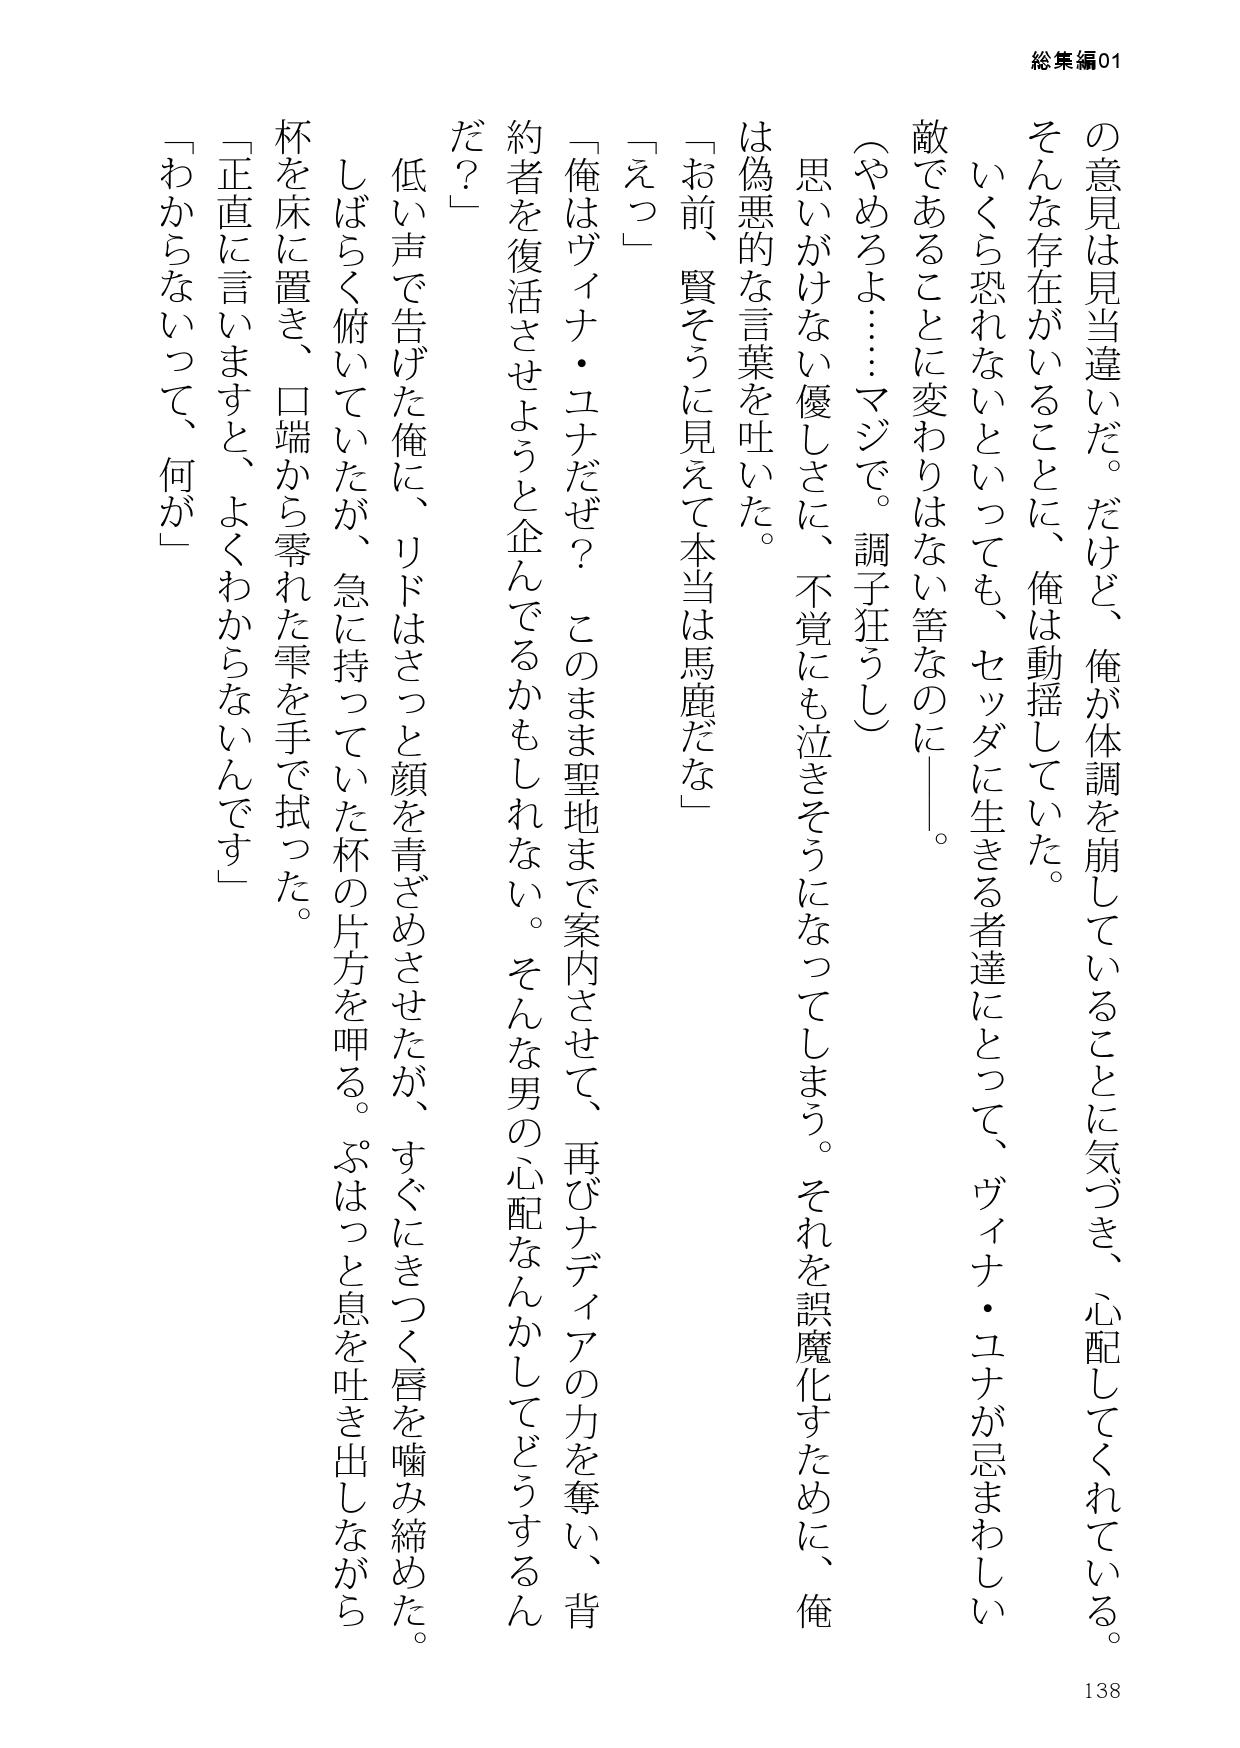 総集編01
の意見は見当違いだ。だけど、俺が体調を崩していることに気づき、心配してくれている。
そんな存在がいることに、俺は動揺していた。
　いくら恐れないといっても、セッダに生きる者達にとって、ヴィナ・ユナが忌まわしい
敵であることに変わりはない筈なのに――。
（やめろよ……マジで。調子狂うし）
　思いがけない優しさに、不覚にも泣きそうになってしまう。それを誤魔化すために、俺
は偽悪的な言葉を吐いた。
「お前、賢そうに見えて本当は馬鹿だな」
「えっ」
「俺はヴィナ・ユナだぜ？　このまま聖地まで案内させて、再びナディアの力を奪い、背
約者を復活させようと企んでるかもしれない。そんな男の心配なんかしてどうするん
だ？」
　低い声で告げた俺に、リドはさっと顔を青ざめさせたが、すぐにきつく唇を噛み締めた。
　しばらく俯いていたが、急に持っていた杯の片方を呷る。ぷはっと息を吐き出しながら
杯を床に置き、口端から零れた雫を手で拭った。
「正直に言いますと、よくわからないんです」
「わからないって、何が」
138